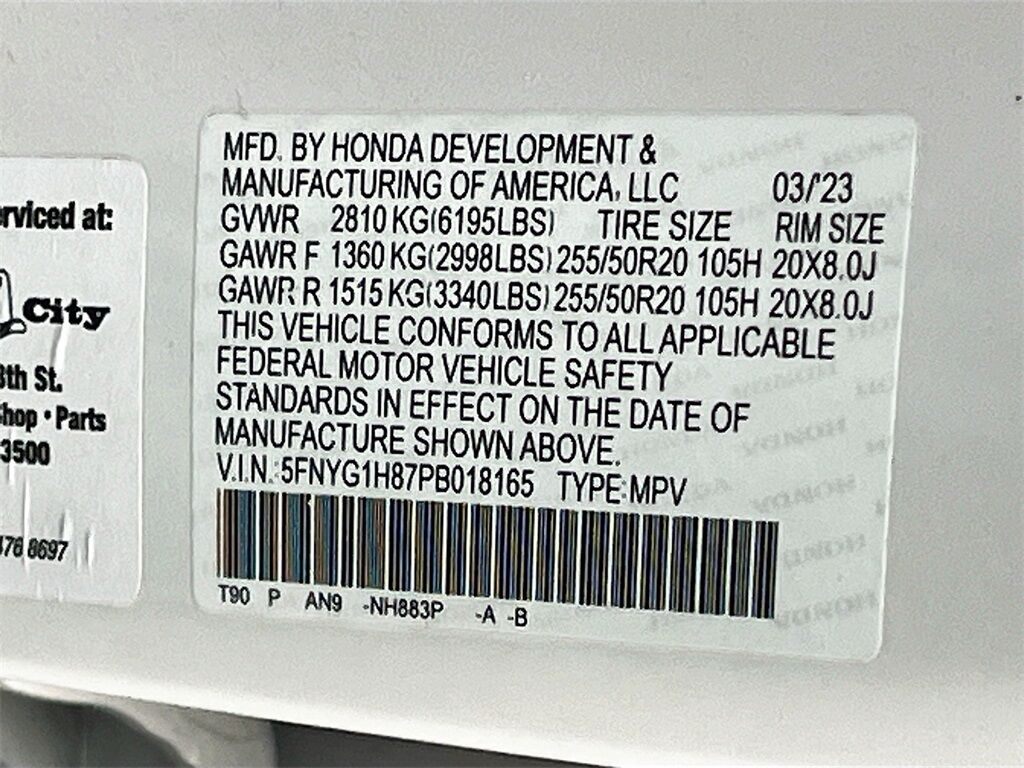 MFD. BY HONDA DEVELOPMENT &
MANUFACTURING OF AMERICA, LLC 03/'23
GVWR 2810 KG(6195LBS) TIRE SIZE RIM SIZE
GAWR F 1360 KG(2998LBS) 255/50R20 105H 20X8.0J
GAWR R 1515 KG(3340LBS) 255/50R20 105H 20X8.0J
THIS VEHICLE CONFORMS TO ALL APPLICABLE
FEDERAL MOTOR VEHICLE SAFETY
STANDARDS IN EFFECT ON THE DATE OF
MANUFACTURE SHOWN ABOVE.
V.I.N.:5FNYG1H87PB018165 TYPE:MPV
T90 P AN9 -NH883P -A -B
erviced at:
City
8th St.
Shop • Parts
3500
476 8697